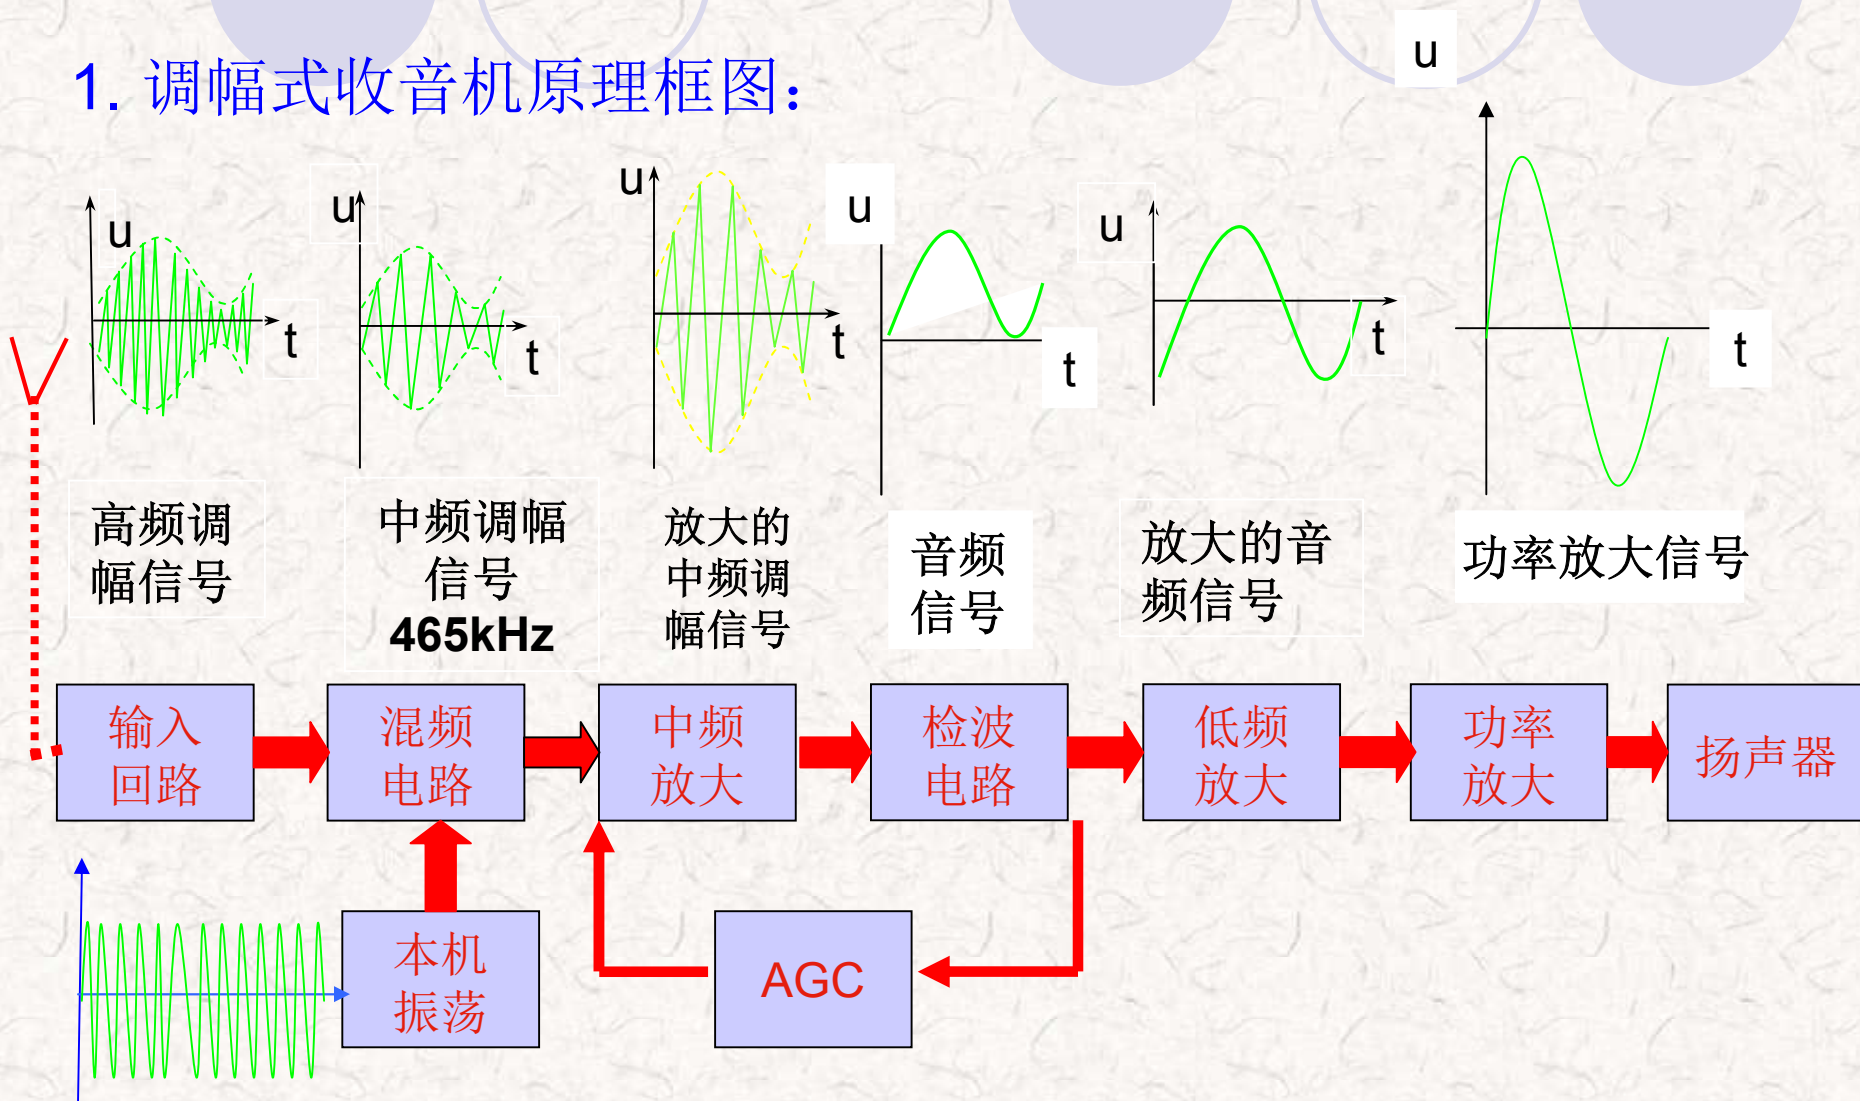 1. 调幅式收音机原理框图：
u
t
u
t
u
t
u
t
u
t
u
t
高频调
幅信号
中频调幅
信号
465kHz
放大的
中频调
幅信号
音频
信号
放大的音
频信号
功率放大信号
输入
回路
混频
电路
中频
放大
检波
电路
低频
放大
功率
放大
扬声器
本机
振荡
AGC